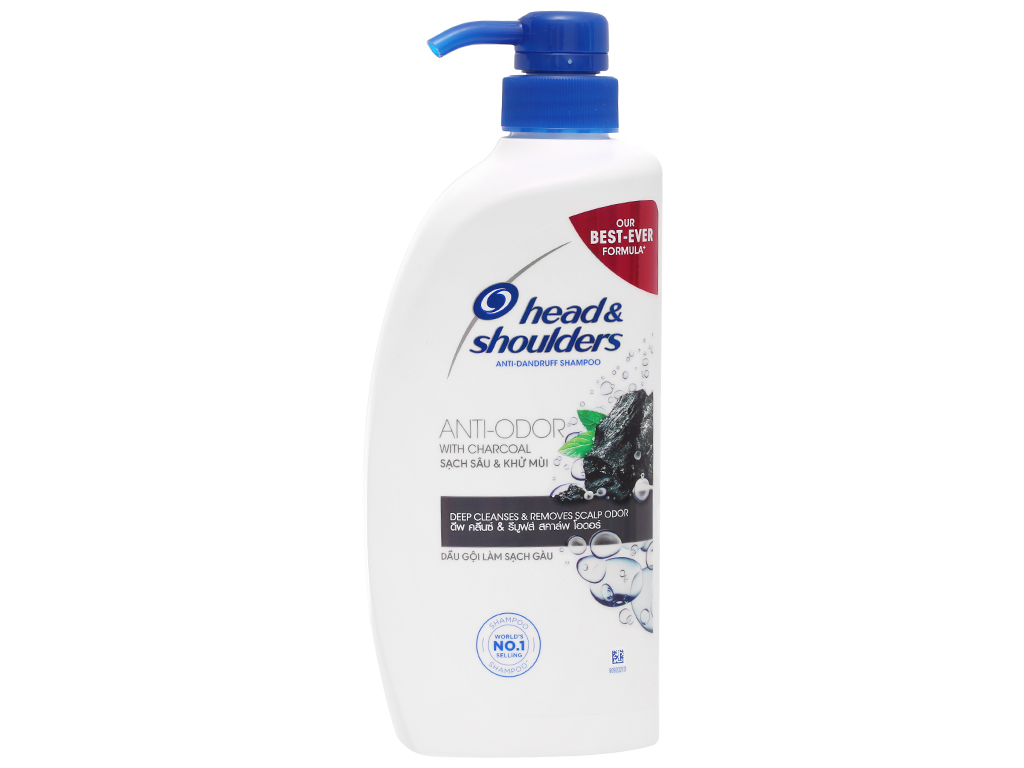 OUR
BEST-EVER
FORMULA*
head &
shoulders
ANTI-DANDRUFF SHAMPOO
ANTI-ODOR
WITH CHARCOAL
SẠCH SÂU & KHỬ MÙI
DEEP CLEANSES & REMOVES SCALP ODOR
ดีพ คลีนซ์ & รีมูฟส์ สคาล์พ โอดอร์
DẦU GỘI LÀM SẠCH GÀU
SHAMPOO
WORLD'S
NO.1
SELLING
SHAMPOO*